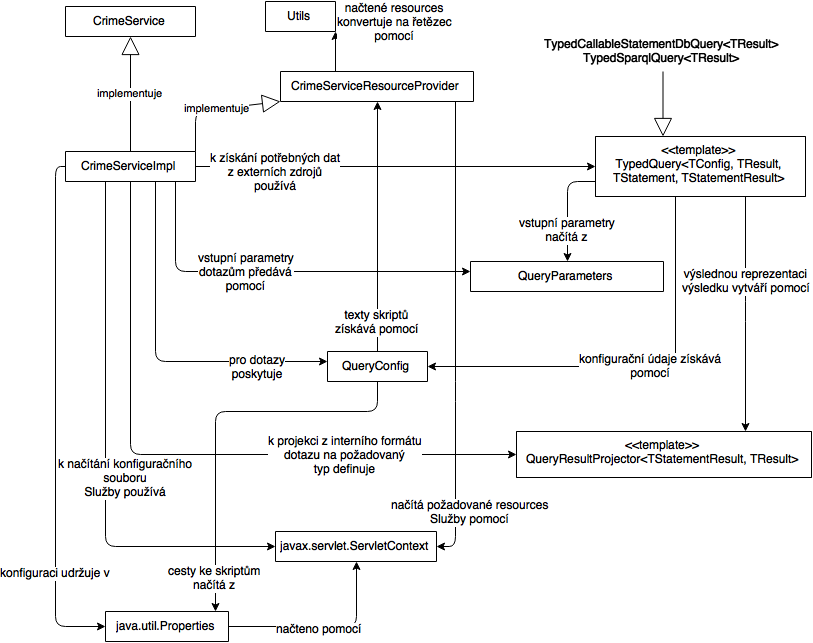 CrimeService
Utils
načtené resources
konvertuje na řetězec
pomocí
TypedCallableStatementDbQuery<TResult>
TypedSparqlQuery<TResult>
implementuje
CrimeServiceResourceProvider
implementuje
CrimeServiceImpl
k získání potřebných dat
z externích zdrojů
používá
<<template>>
TypedQuery<TConfig, TResult,
TStatement, TStatementResult>
vstupní parametry
načítá z
vstupní parametry
dotazům předává
pomocí
QueryParameters
výslednou reprezentaci
výsledku vytváří pomocí
texty skriptů
získává pomocí
pro dotazy
poskytuje
QueryConfig
konfigurační údaje získává
pomocí
k projekci z interního formátu
dotazu na požadovaný
typ definuje
<<template>>
QueryResultProjector<TStatementResult, TResult>
k načítání konfiguračního
souboru
Služby používá
načítá požadované resources
Služby pomocí
javax.servlet.ServletContext
konfiguraci udržuje v
cesty ke skriptům
načítá z
java.util.Properties
načteno pomocí